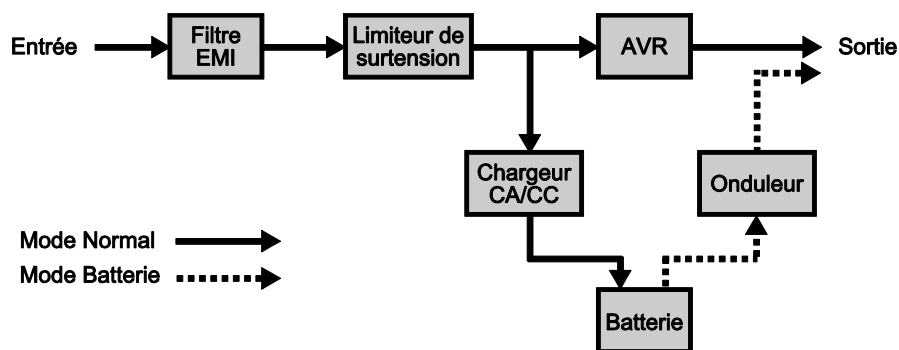 Entrée
Filtre
EMI
Limiteur de
surtension
AVR
Sortie
Chargeur
CA/CC
Onduleur
Mode Normal
Mode Batterie
Batterie